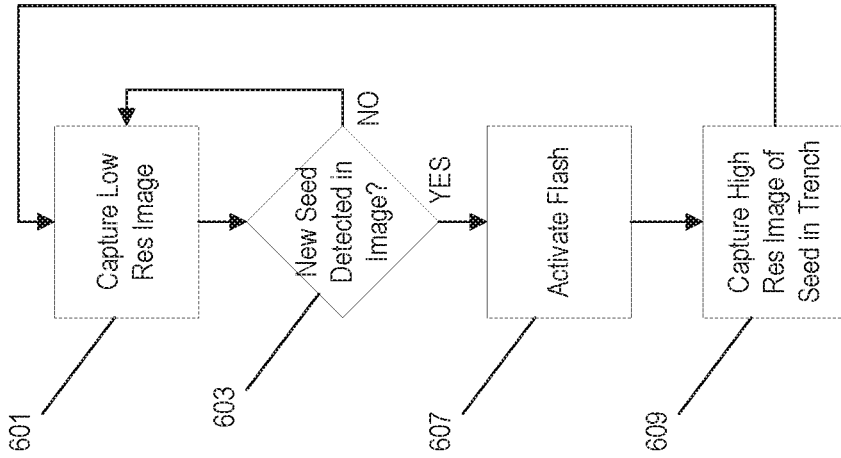 601
Capture Low
Res Image
603
New Seed
Detected in
Image?
NO
YES
607
Activate Flash
609
Capture High
Res Image of
Seed in Trench